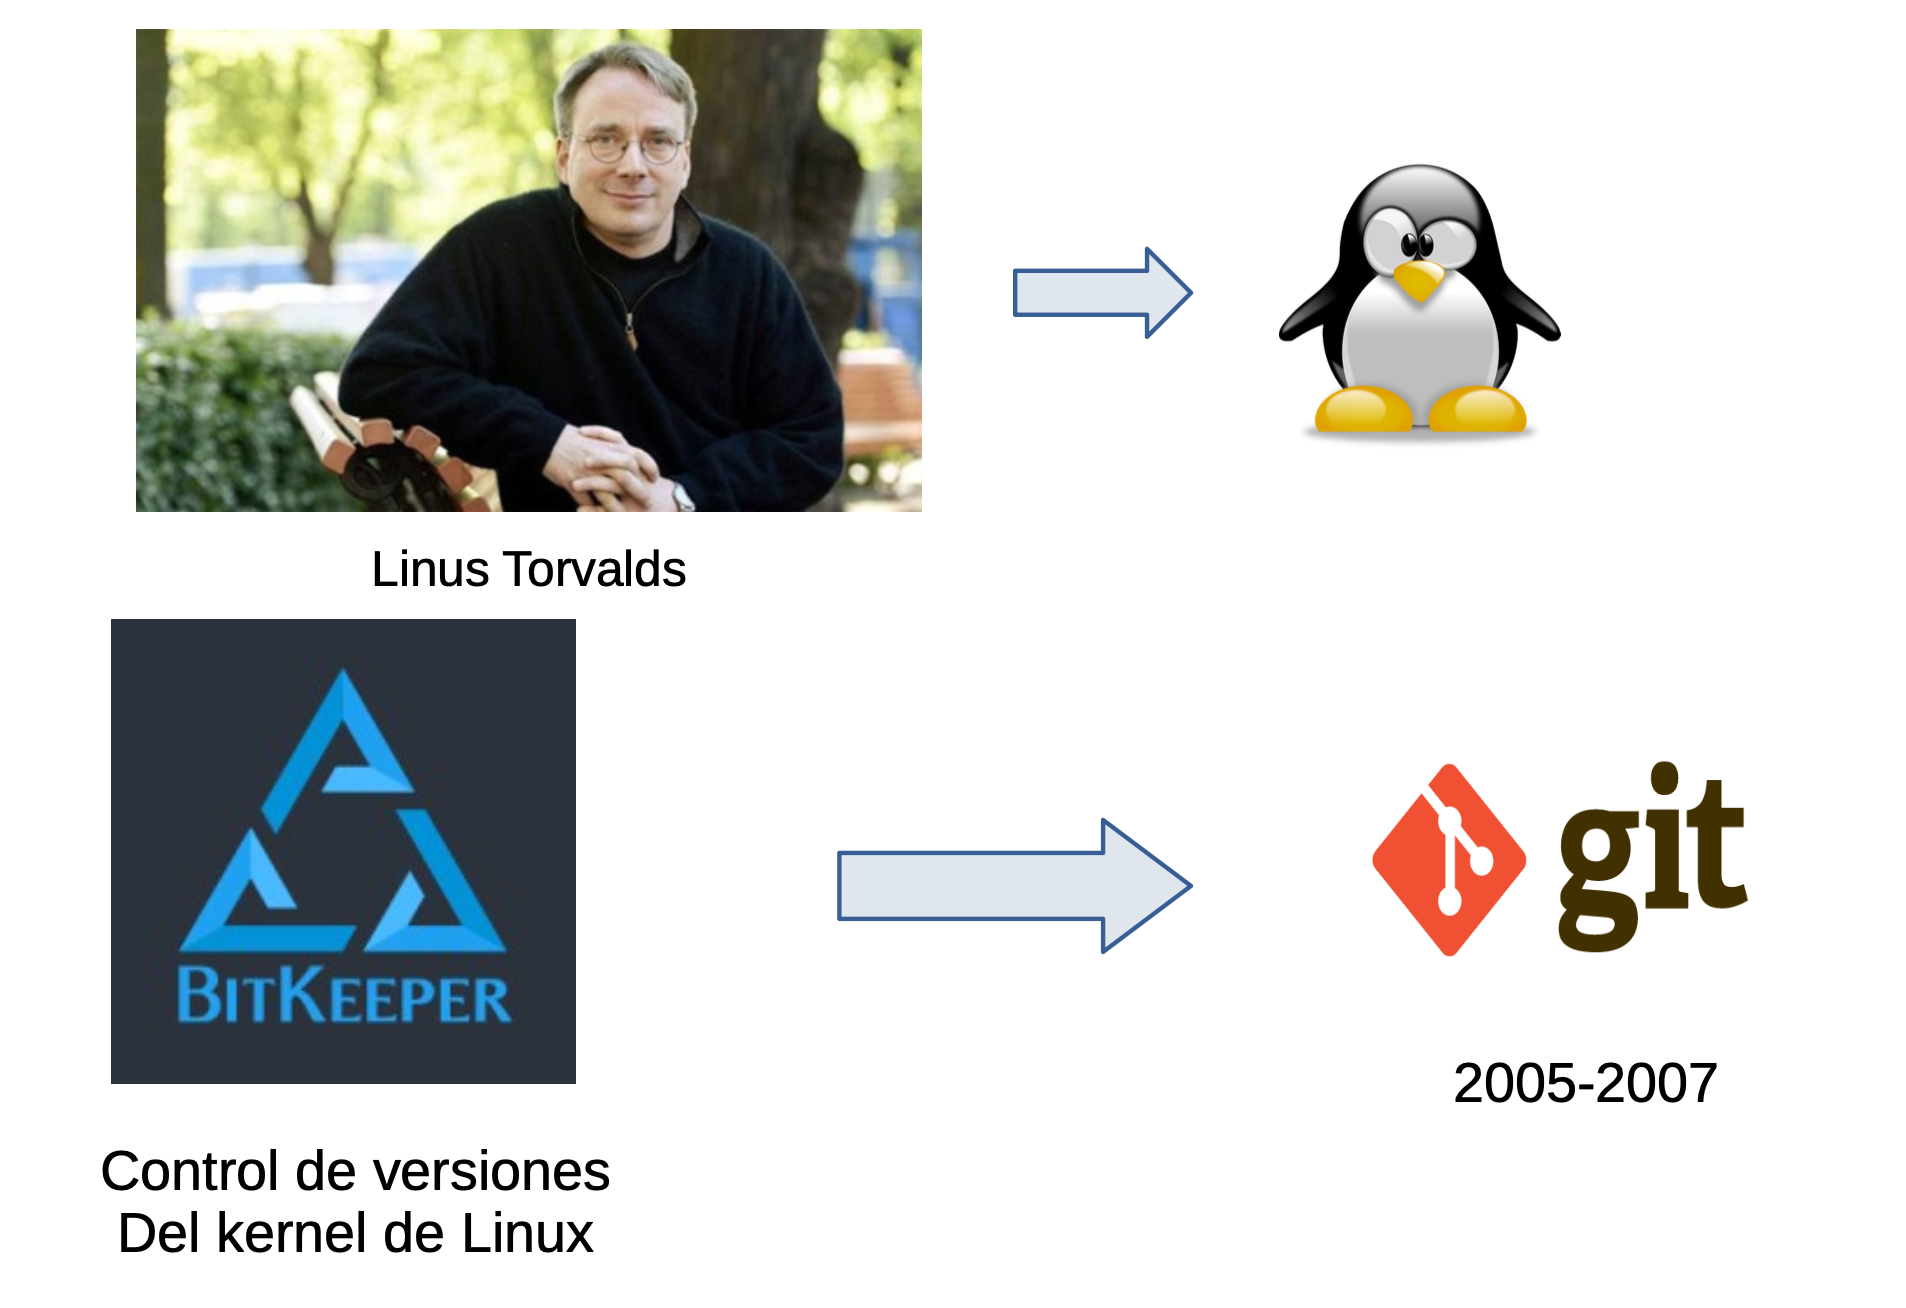 Linus Torvalds
BITKEEPER
git
2005-2007
Control de versiones
Del kernel de Linux